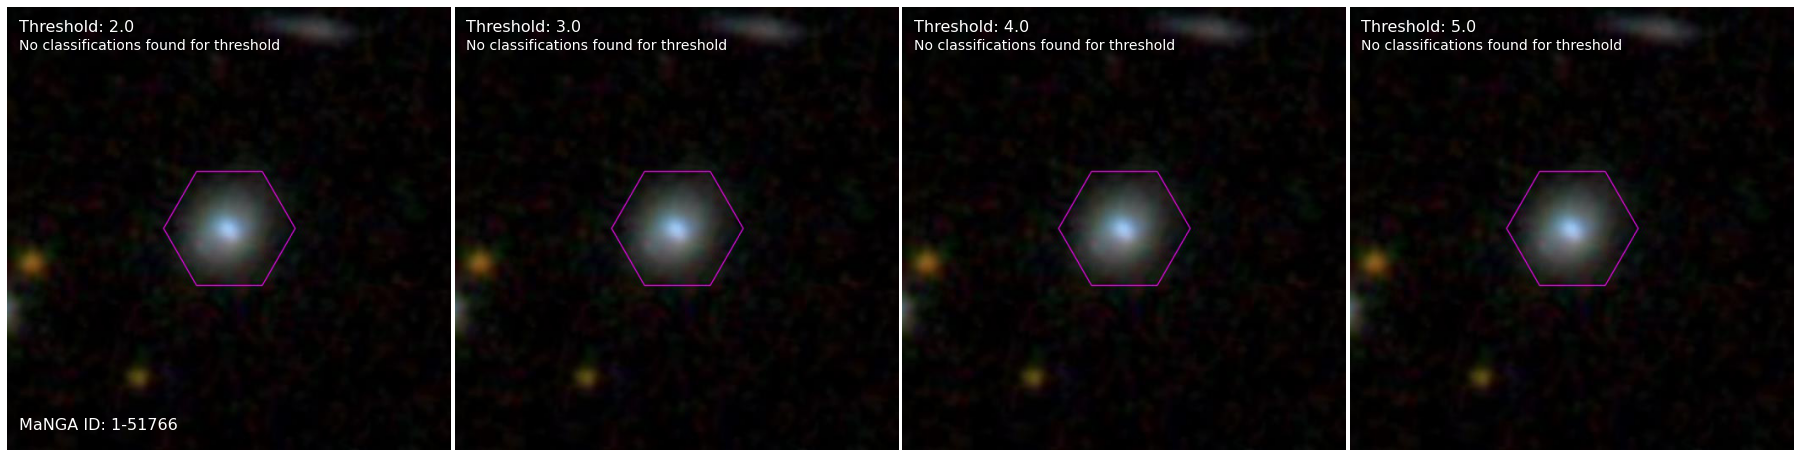 Threshold: 2.0
No classifications found for threshold
MaNGA ID: 1-51766
Threshold: 3.0
No classifications found for threshold
Threshold: 4.0
No classifications found for threshold
Threshold: 5.0
No classifications found for threshold